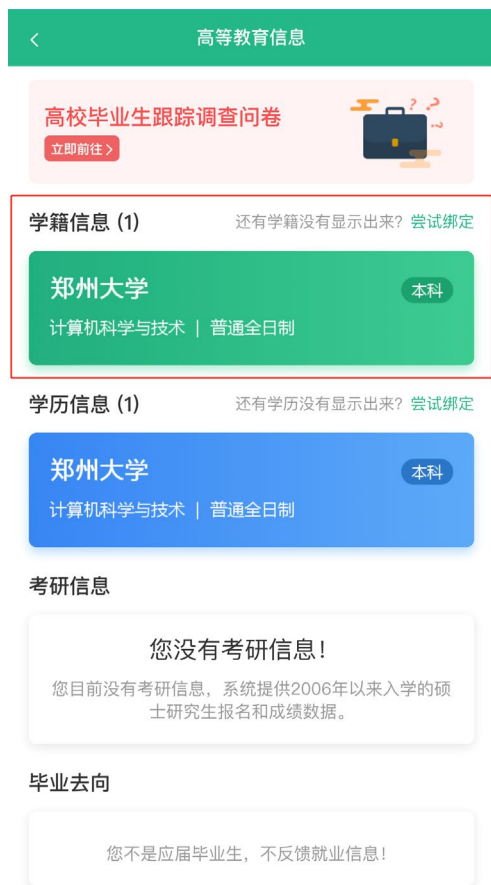 高等教育信息
高校毕业生跟踪调查问卷
立即前往 >
学籍信息 (1)
还有学籍没有显示出来? 尝试绑定
郑州大学
本科
计算机科学与技术 | 普通全日制
学历信息 (1)
还有学历没有显示出来? 尝试绑定
郑州大学
本科
计算机科学与技术 | 普通全日制
考研信息
您没有考研信息!
您目前没有考研信息，系统提供2006年以来入学的硕
士研究生报名和成绩数据。
毕业去向
您不是应届毕业生，不反馈就业信息!